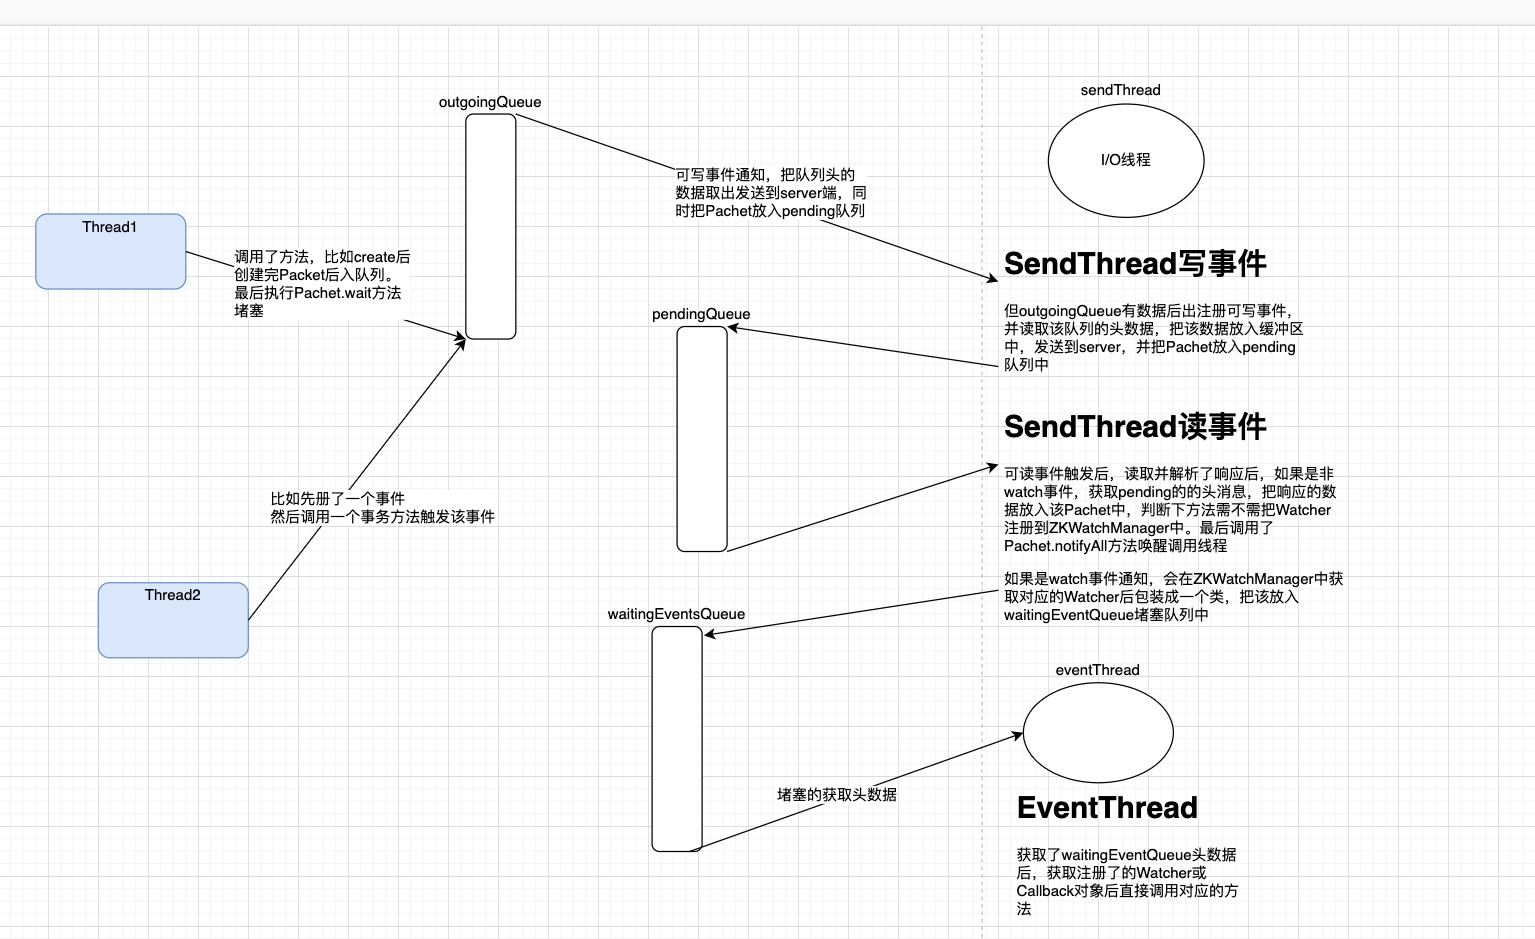 sendThread
outgoingQueue
I/O线程
可写事件通知，把队列头的
数据取出发送到server端，同
时把Pachet放入pending队列
Thread1
调用了方法，比如create后
创建完Packet后入队列。
最后执行Pachet.wait方法
堵塞
SendThread写事件
但outgoingQueue有数据后出注册可写事件，
并读取该队列的头数据，把该数据放入缓冲区
中，发送到server，并把Pachet放入pending
队列中
pendingQueue
SendThread读事件
可读事件触发后，读取并解析了响应后，如果是非
watch事件，获取pending的的头消息，把响应的数
据放入该Pachet中，判断下方法需不需把Watcher
注册到ZKWatchManager中。最后调用了
Pachet.notifyAll方法唤醒调用线程
如果是watch事件通知，会在ZKWatchManager中获
取对应的Watcher后包装成一个类，把该放入
waitingEventQueue堵塞队列中
比如先册了一个事件
然后调用一个事务方法触发该事件
Thread2
waitingEventsQueue
eventThread
堵塞的获取头数据
EventThread
获取了waitingEventQueue头数据
后，获取注册了的Watcher或
Callback对象后直接调用对应的方
法